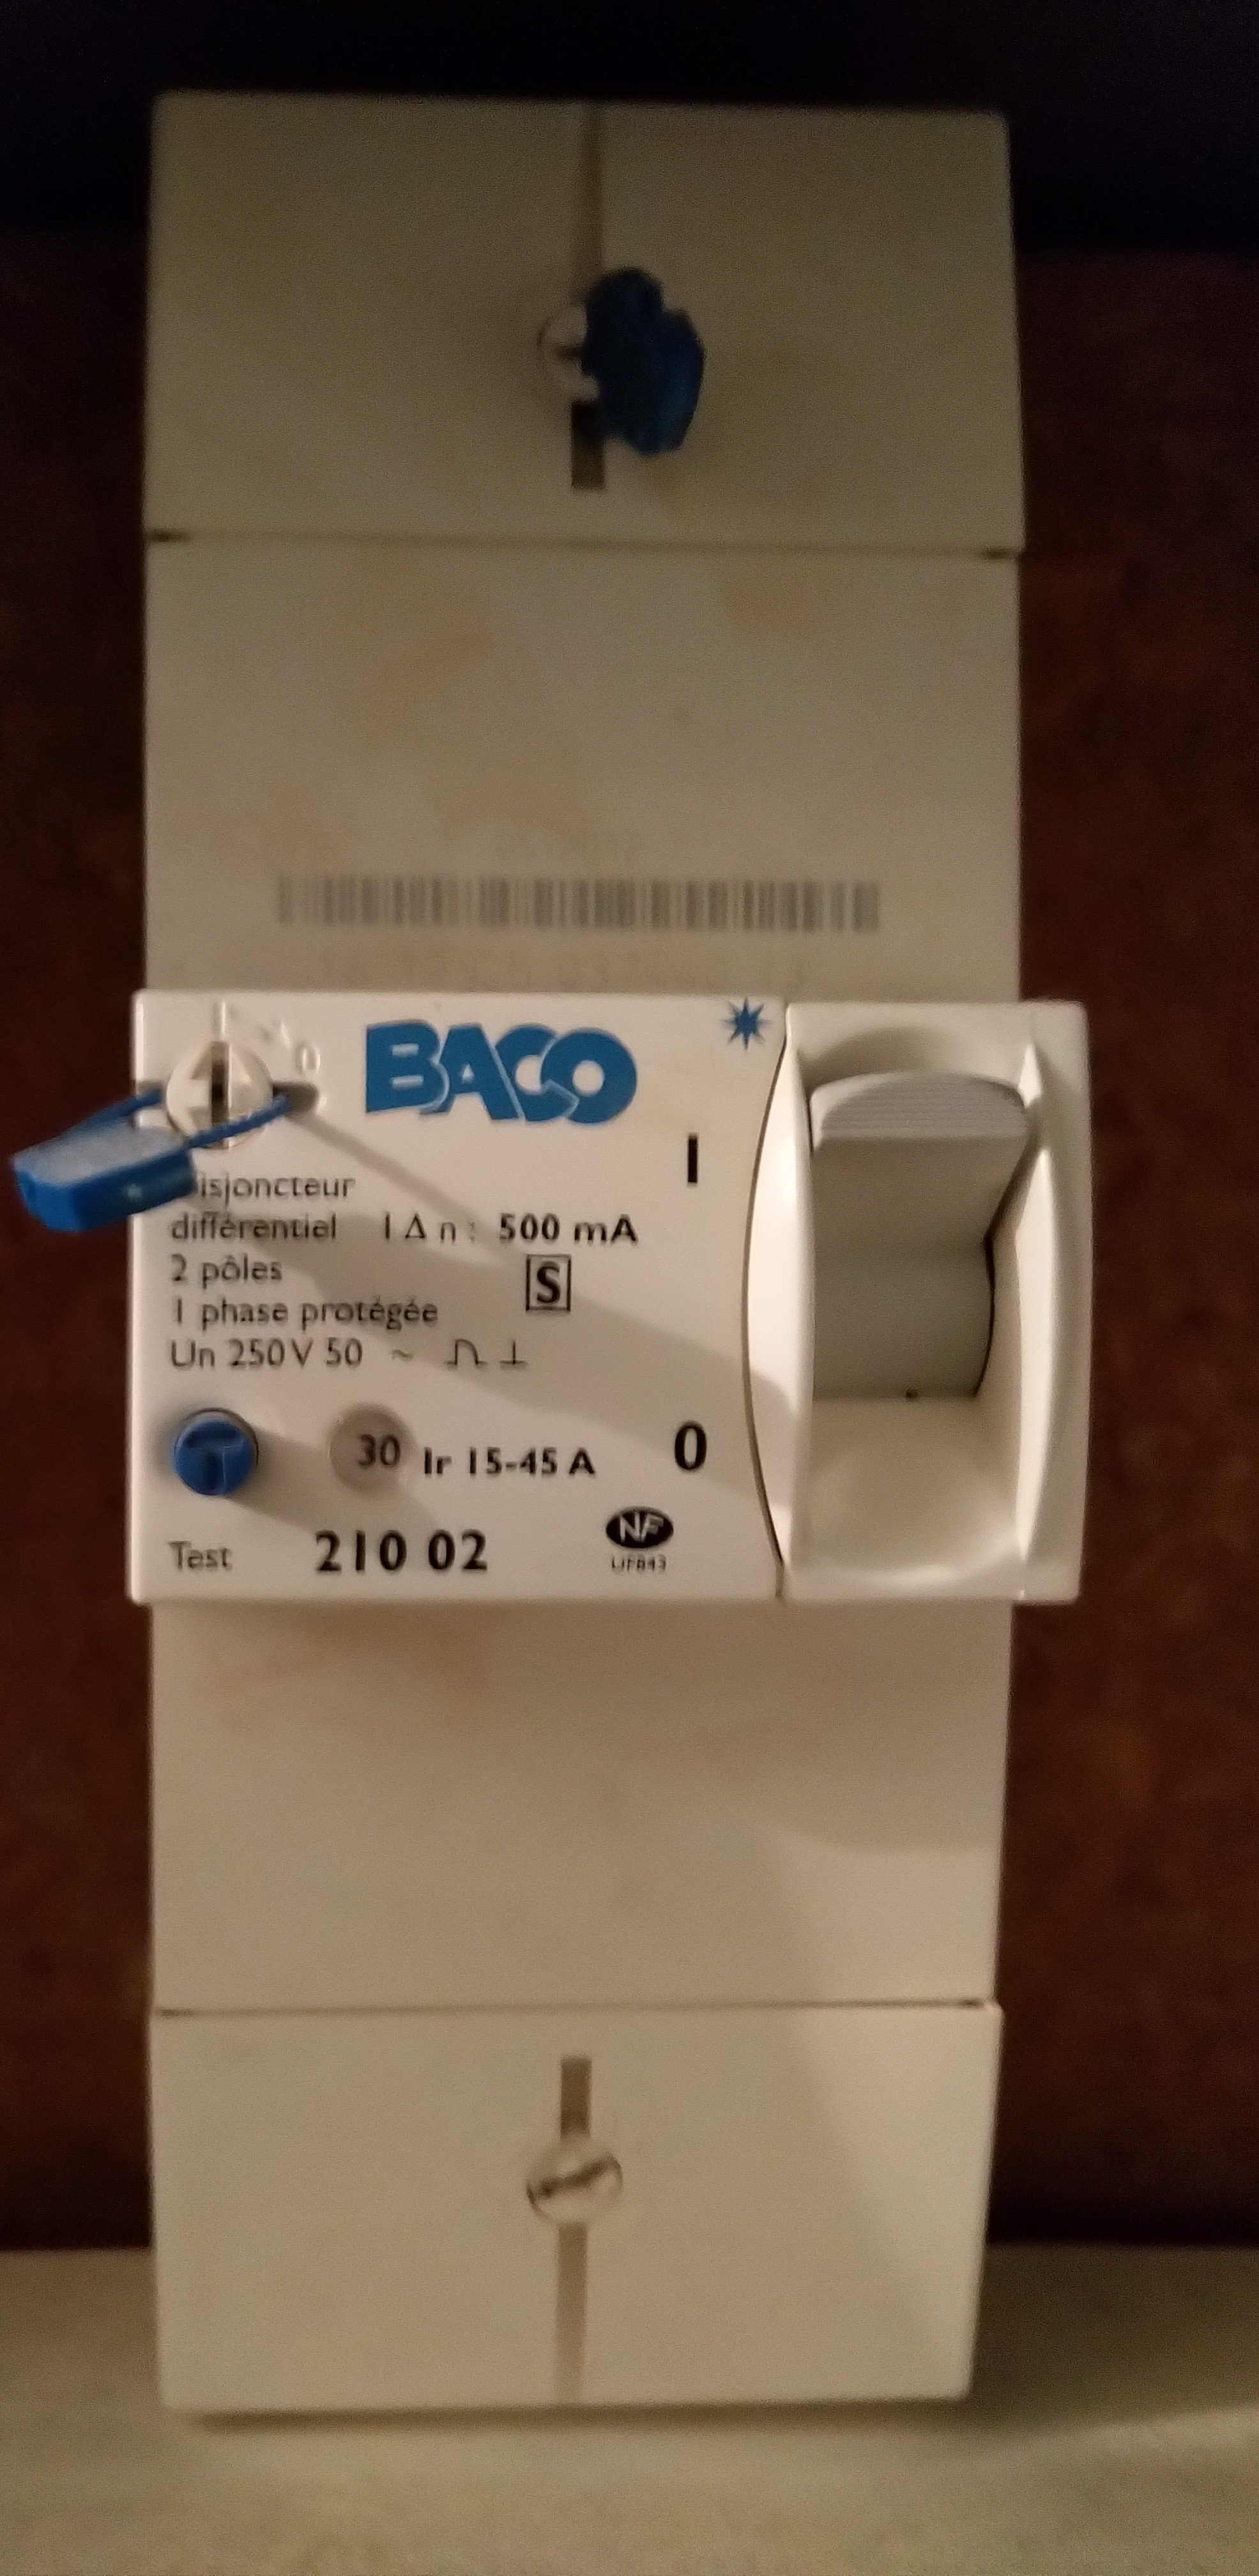 BACO
I
différentiel I Δ n : 500 mA
2 pôles
S
1 phase protégée
Un 250 V 50 ~
30 Ir 15-45 A
0
Test 210 02
NF